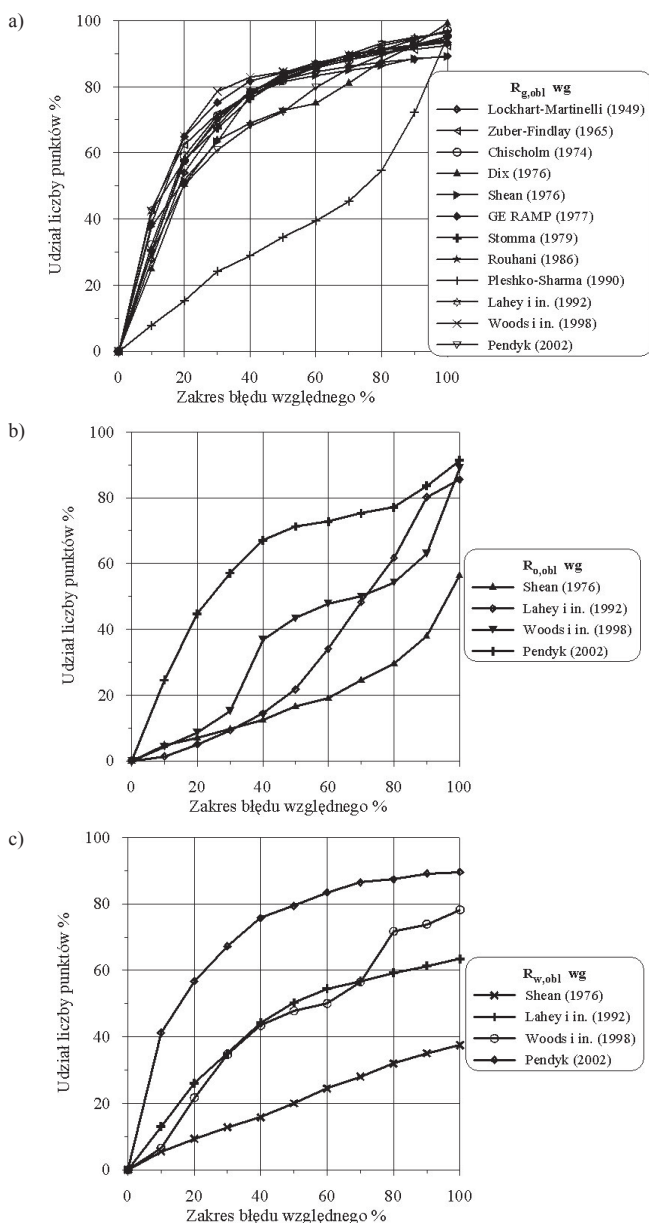 a)
100
80
60
40
20
0
Udział liczby punktów %
0 20 40 60 80 100
Zakres błędu względnego %
R_g,obl wg
Lockhart-Martinelli (1949)
Zuber-Findlay (1965)
Chischolm (1974)
Dix (1976)
Shean (1976)
GE RAMP (1977)
Stomma (1979)
Rouhani (1986)
Pleshko-Sharma (1990)
Lahey i in. (1992)
Woods i in. (1998)
Pendyk (2002)
b)
100
80
60
40
20
0
Udział liczby punktów %
0 20 40 60 80 100
Zakres błędu względnego %
R_o,obl wg
Shean (1976)
Lahey i in. (1992)
Woods i in. (1998)
Pendyk (2002)
c)
100
80
60
40
20
0
Udział liczby punktów %
0 20 40 60 80 100
Zakres błędu względnego %
R_w,obl wg
Shean (1976)
Lahey i in. (1992)
Woods i in. (1998)
Pendyk (2002)